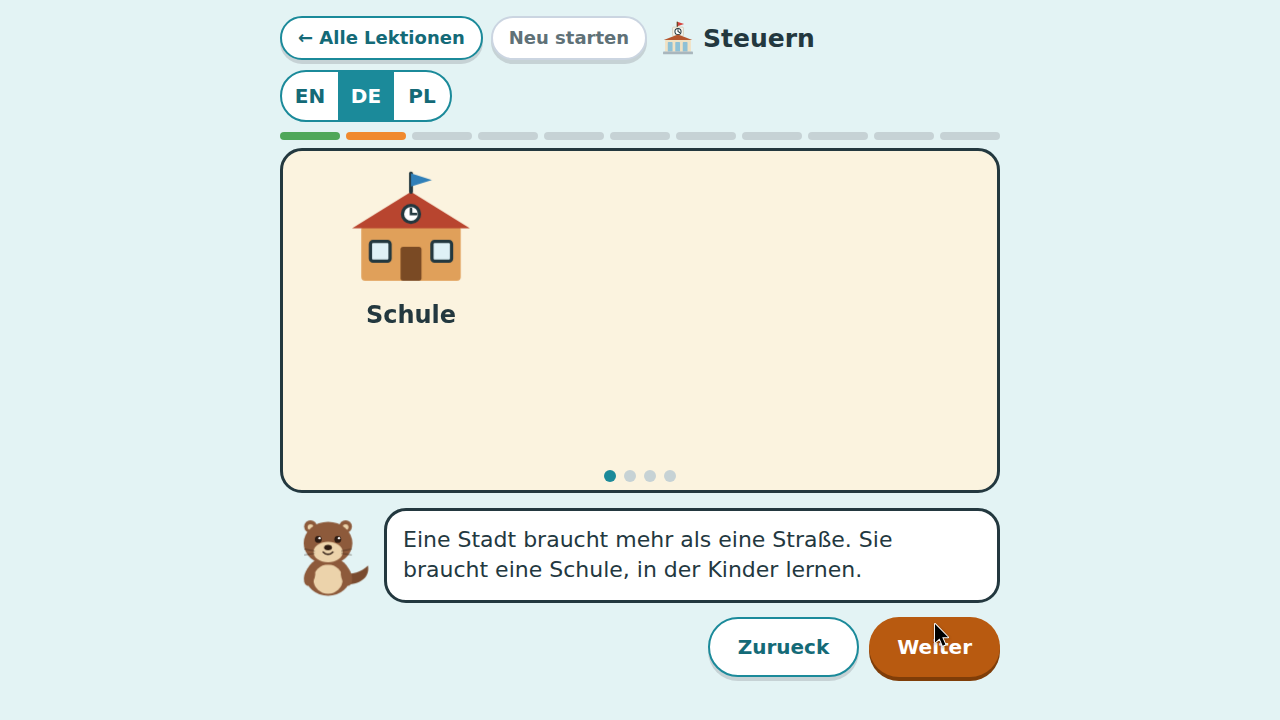 ← Alle Lektionen
Neu starten
Steuern
EN DE PL
Schule
Eine Stadt braucht mehr als eine Straße. Sie
braucht eine Schule, in der Kinder lernen.
Zurueck
Weiter